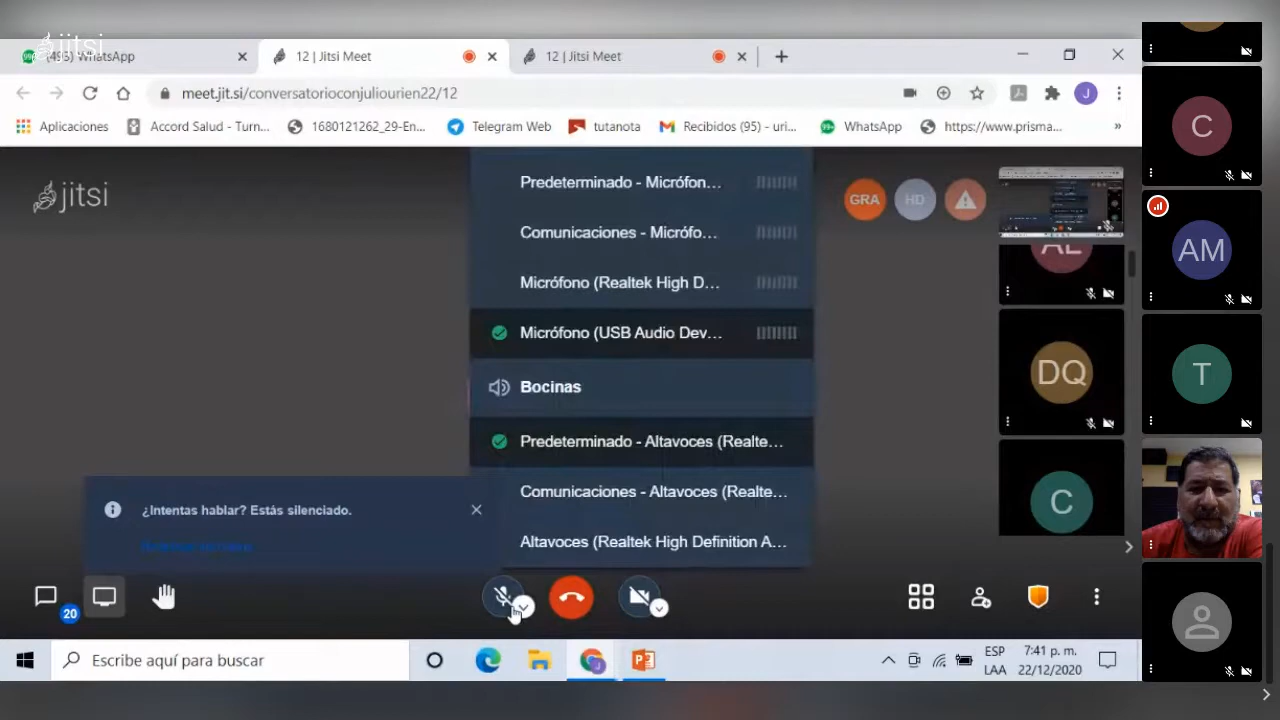 jitsi
(495) WhatsApp
12 | Jitsi Meet
12 | Jitsi Meet
meet.jit.si/conversatorioconjuliourien22/12
J
Aplicaciones
Accord Salud - Turn...
1680121262_29-En...
Telegram Web
tutanota
Recibidos (95) - uri...
WhatsApp
https://www.prisma...
»
jitsi
Predeterminado - Micrófon...
Comunicaciones - Micrófo...
Micrófono (Realtek High D...
Micrófono (USB Audio Dev...
Bocinas
Predeterminado - Altavoces (Realte...
Comunicaciones - Altavoces (Realte...
Altavoces (Realtek High Definition A...
¿Intentas hablar? Estás silenciado.
GRA
HD
AL
DQ
C
C
AM
T
20
Escribe aquí para buscar
ESP
LAA
7:41 p. m.
22/12/2020